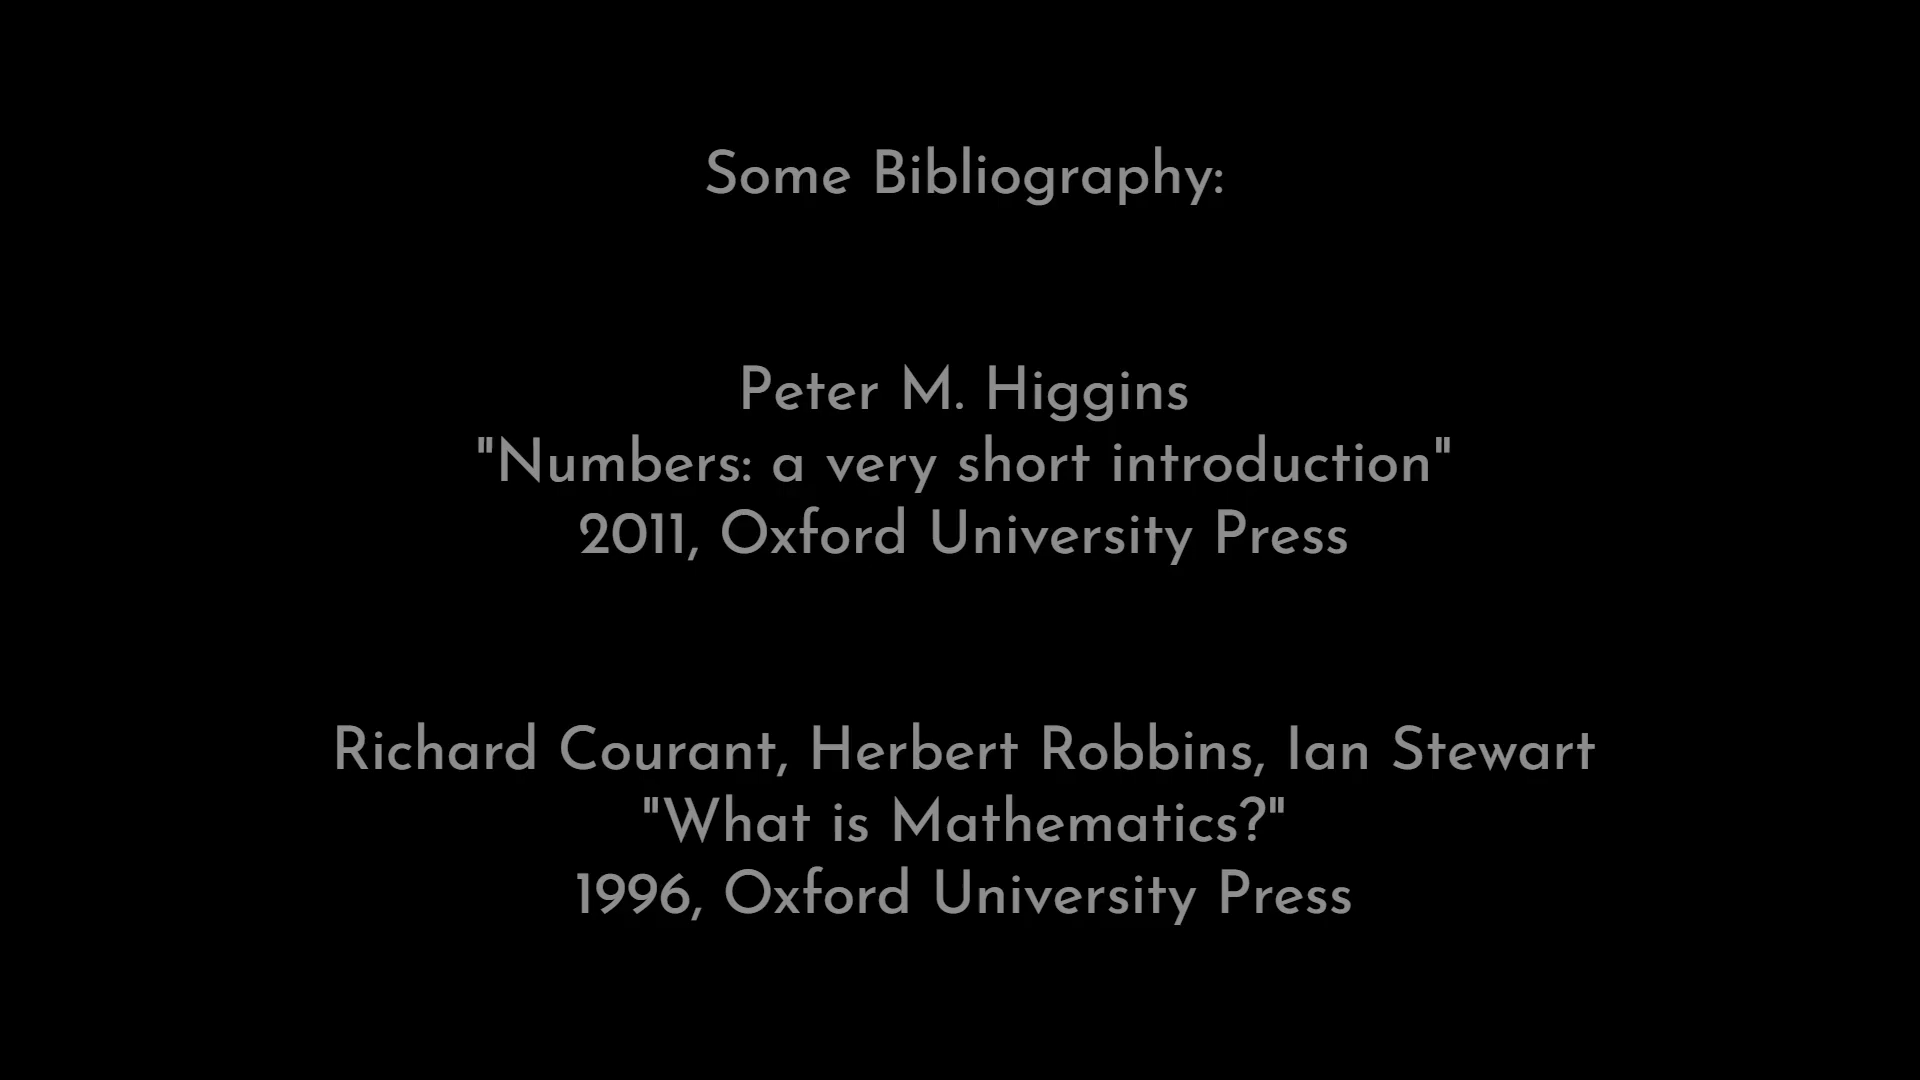 Some Bibliography:
Peter M. Higgins
"Numbers: a very short introduction"
2011, Oxford University Press
Richard Courant, Herbert Robbins, Ian Stewart
"What is Mathematics?"
1996, Oxford University Press